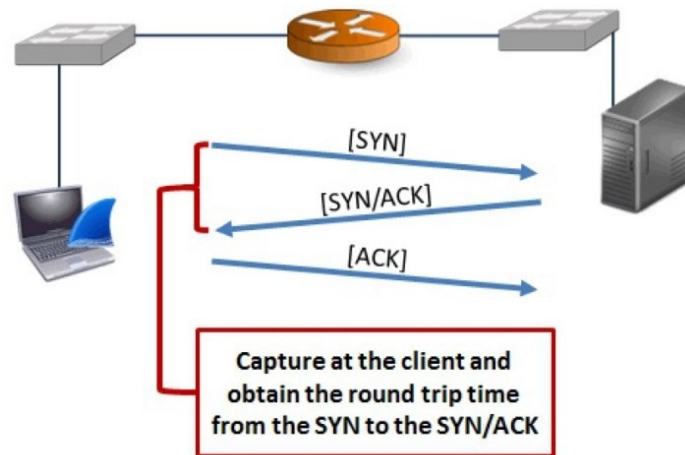 [SYN]
[SYN/ACK]
[ACK]
Capture at the client and
obtain the round trip time
from the SYN to the SYN/ACK